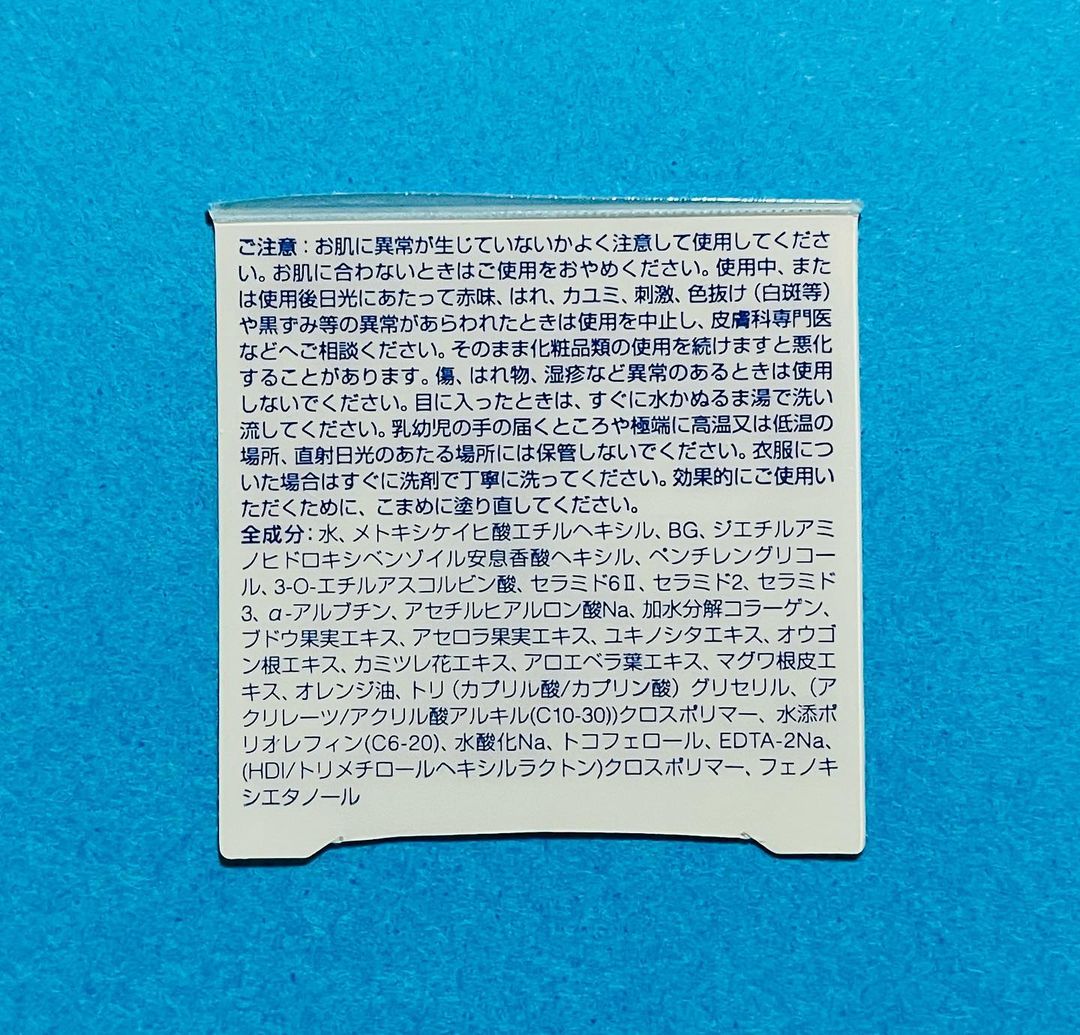 ご注意：お肌に異常が生じていないかよく注意して使用してくださ
い。お肌に合わないときはご使用をおやめください。使用中、また
は使用後日光にあたって赤味、はれ、カユミ、刺激、色抜け（白斑等）
や黒ずみ等の異常があらわれたときは使用を中止し、皮膚科専門医
などへご相談ください。そのまま化粧品類の使用を続けますと悪化
することがあります。傷、はれ物、湿疹など異常のあるときは使用
しないでください。目に入ったときは、すぐに水かぬるま湯で洗い
流してください。乳幼児の手の届くところや極端に高温又は低温の
場所、直射日光のあたる場所には保管しないでください。衣服につ
いた場合はすぐに洗剤で丁寧に洗ってください。効果的にご使用い
ただくために、こまめに塗り直してください。
全成分：水、メトキシケイヒ酸エチルヘキシル、BG、ジエチルアミ
ノヒドロキシベンゾイル安息香酸ヘキシル、ペンチレングリコー
ル、3-O-エチルアスコルビン酸、セラミド6Ⅱ、セラミド2、セラミド
3、α-アルブチン、アセチルヒアルロン酸Na、加水分解コラーゲン、
ブドウ果実エキス、アセロラ果実エキス、ユキノシタエキス、オウゴ
ン根エキス、カミツレ花エキス、アロエベラ葉エキス、マグワ根皮エ
キス、オレンジ油、トリ（カプリル酸/カプリン酸）グリセリル、（ア
クリレーツ/アクリル酸アルキル(C10-30))クロスポリマー、水添ポ
リオレフィン(C6-20)、水酸化Na、トコフェロール、EDTA-2Na、
(HDI/トリメチロールヘキシルラクトン)クロスポリマー、フェノキ
シエタノール